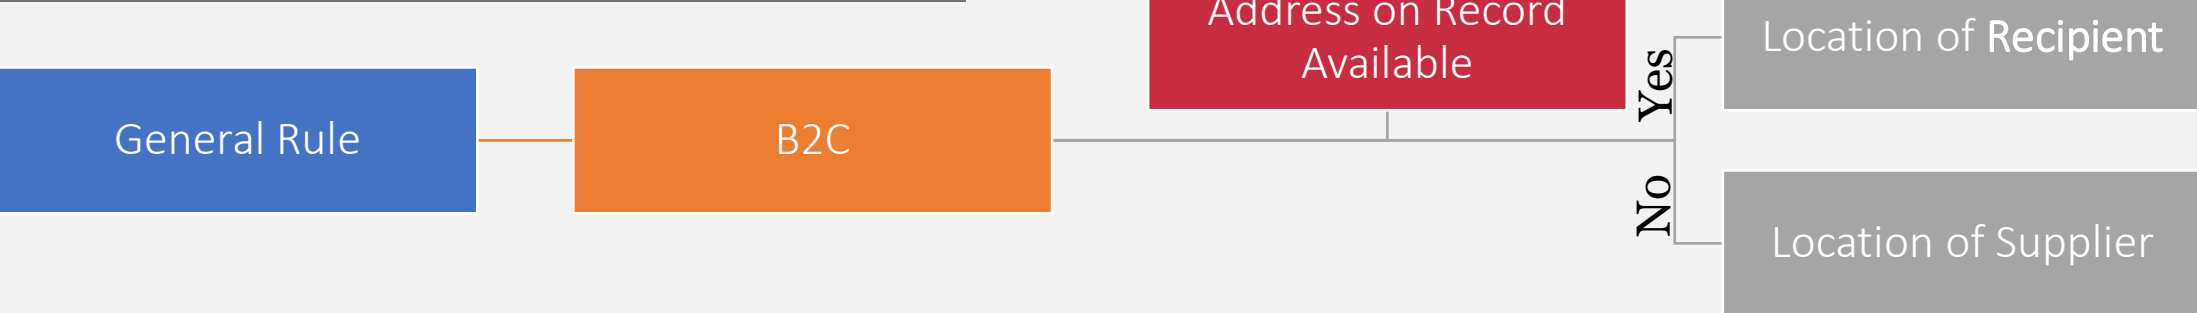 Address on Record
Available
Location of Recipient
Yes
General Rule
B2C
No
Location of Supplier